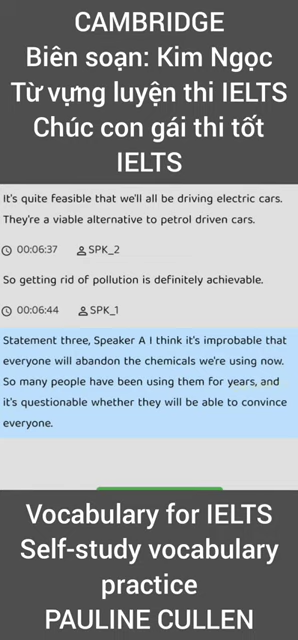 CAMBRIDGE
Biên soạn: Kim Ngọc
Từ vựng luyện thi IELTS
Chúc con gái thi tốt
IELTS
It's quite feasible that we'll all be driving electric cars.
They're a viable alternative to petrol driven cars.
00:06:37 SPK_2
So getting rid of pollution is definitely achievable.
00:06:44 SPK_1
Statement three, Speaker A I think it's improbable that
everyone will abandon the chemicals we're using now.
So many people have been using them for years, and
it's questionable whether they will be able to convince
everyone.
Vocabulary for IELTS
Self-study vocabulary
practice
PAULINE CULLEN